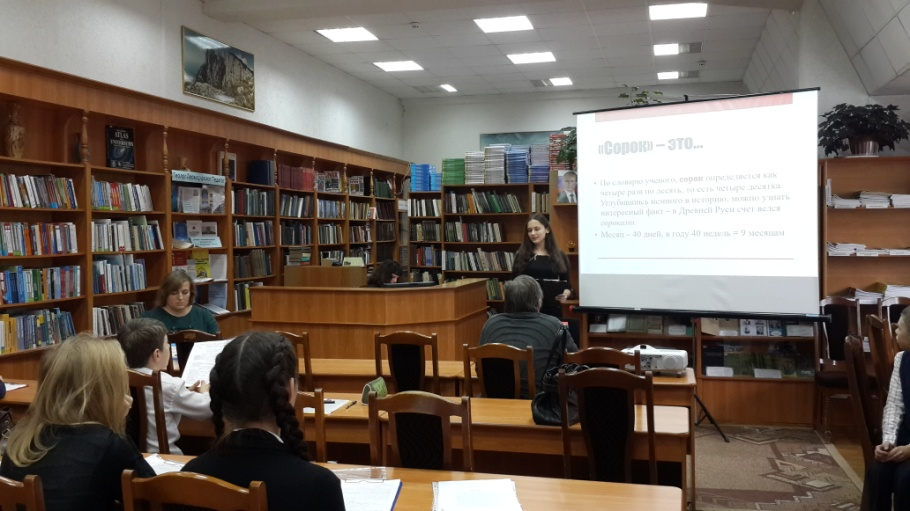 «Сорок» – это...
По словарю ученого, сорок определяется как
четыре раза по десять, то есть четыре десятка
Углубившись немного в историю, можно узнать
интересный факт – в Древней Руси счет велся
сороками.
Месяц – 40 дней, в году 40 недель = 9 месяцам
ATLAS